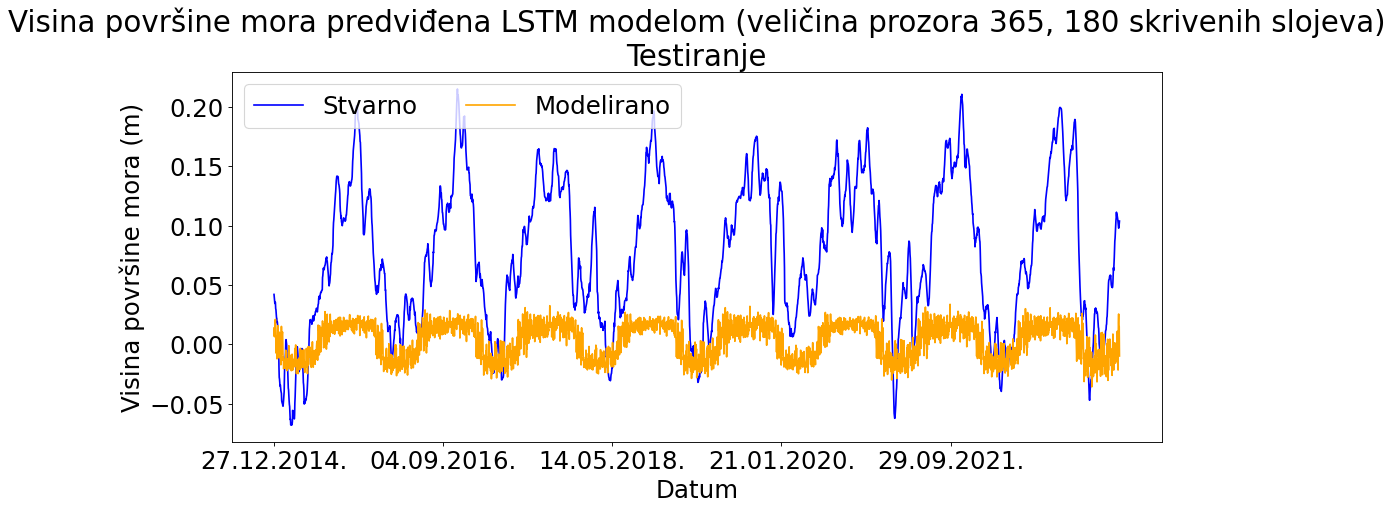 Visina površine mora predviđena LSTM modelom (veličina prozora 365, 180 skrivenih slojeva)
Testiranje
Stvarno Modelirano
Visina površine mora (m)
0.20
0.15
0.10
0.05
0.00
−0.05
27.12.2014. 04.09.2016. 14.05.2018. 21.01.2020. 29.09.2021.
Datum